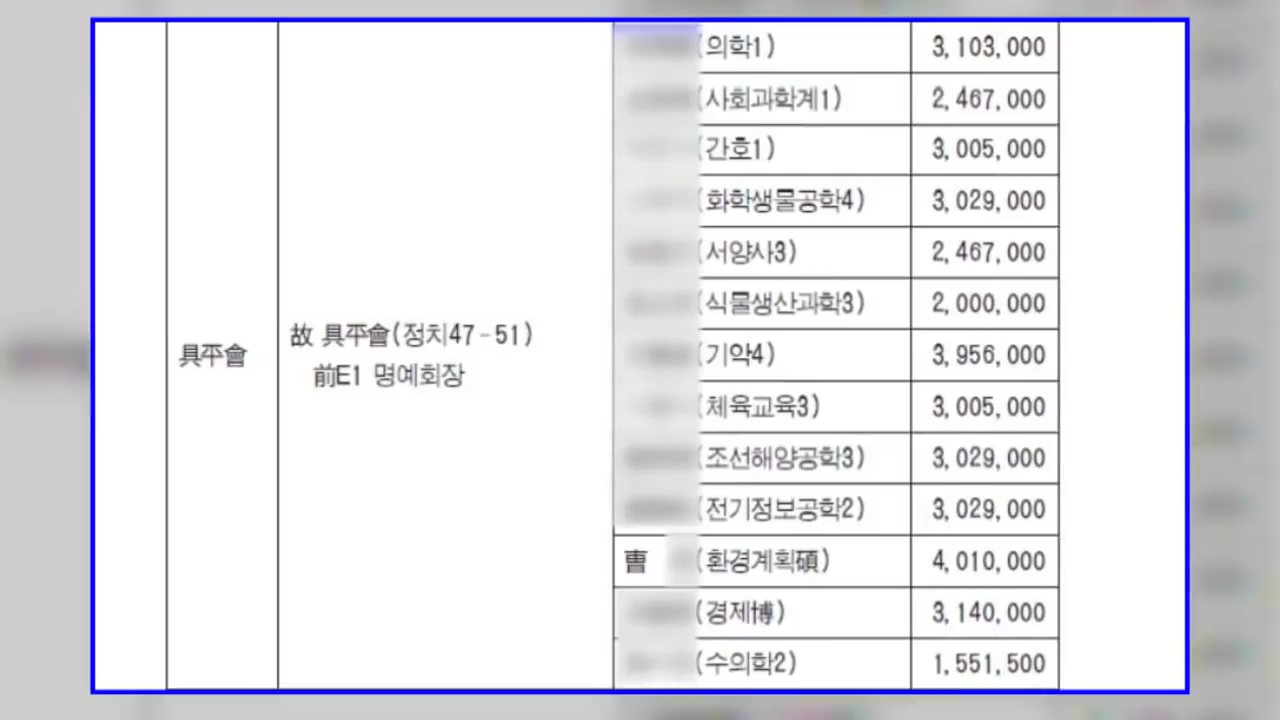 (의학1) 3,103,000
(사회과학계1) 2,467,000
(간호1) 3,005,000
(화학생물공학4) 3,029,000
(서양사3) 2,467,000
(식물생산과학3) 2,000,000
故 具平會(정치47-51)
具平會
前E1 명예회장
(기악4) 3,956,000
(체육교육3) 3,005,000
(조선해양공학3) 3,029,000
(전기정보공학2) 3,029,000
曺 (환경계획碩) 4,010,000
(경제博) 3,140,000
(수의학2) 1,551,500